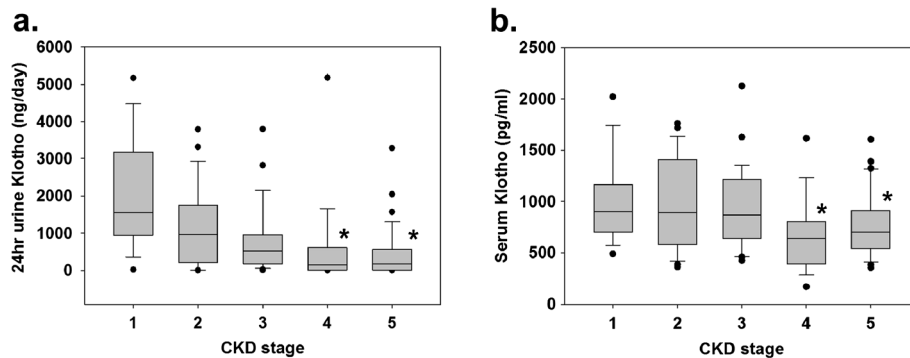 a.
24hr urine Klotho (ng/day)
6000
5000
4000
3000
2000
1000
0
* *
1 2 3 4 5
CKD stage
b.
Serum Klotho (pg/ml)
2500
2000
1500
1000
500
0
* *
1 2 3 4 5
CKD stage